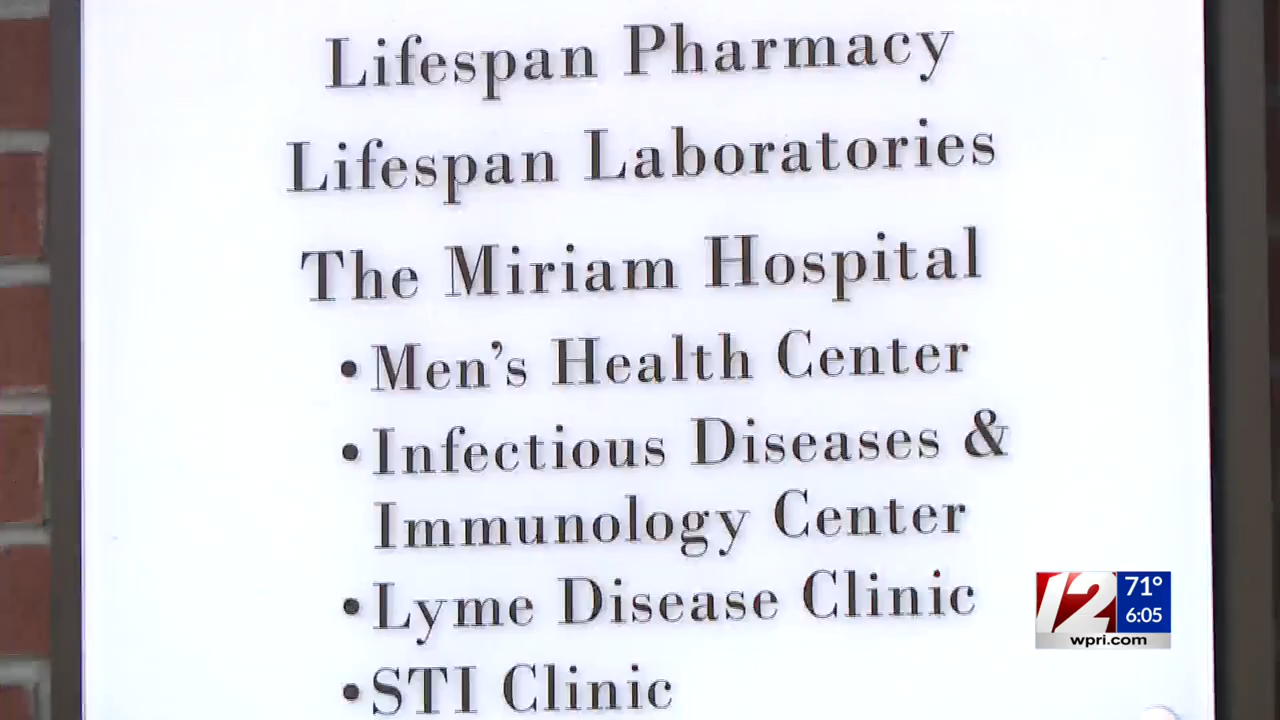 Lifespan Pharmacy
Lifespan Laboratories
The Miriam Hospital
•Men's Health Center
•Infectious Diseases &
Immunology Center
•Lyme Disease Clinic
•STI Clinic
12 71°
6:05
wpri.com